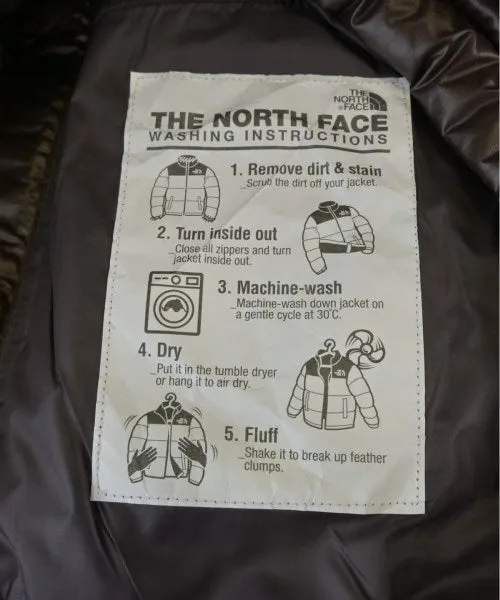 THE
NORTH
FACE
THE NORTH FACE
WASHING INSTRUCTIONS
1. Remove dirt & stain
_Scrub the dirt off your jacket.
2. Turn inside out
_Close all zippers and turn
jacket inside out.
3. Machine-wash
_Machine-wash down jacket on
a gentle cycle at 30°C.
4. Dry
_Put it in the tumble dryer
or hang it to air dry.
5. Fluff
_Shake it to break up feather
clumps.